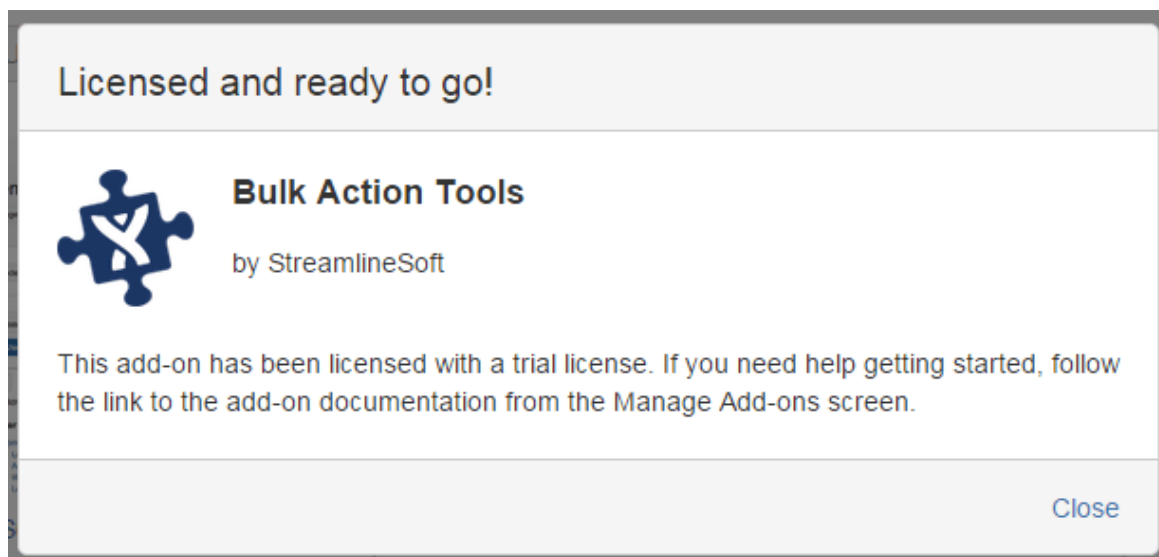 Licensed and ready to go!
Bulk Action Tools
by StreamlineSoft
This add-on has been licensed with a trial license. If you need help getting started, follow
the link to the add-on documentation from the Manage Add-ons screen.
Close